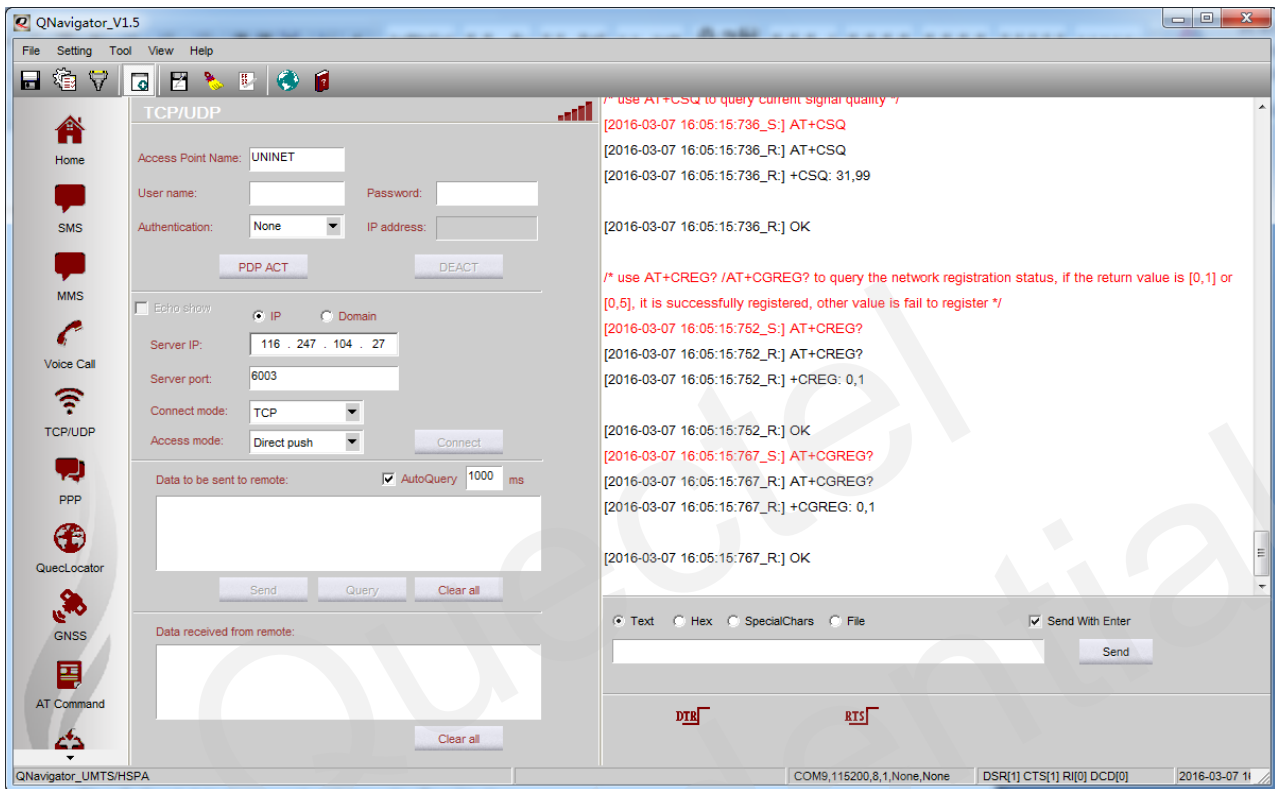 QNavigator_V1.5
File Setting Tool View Help
Home
SMS
MMS
Voice Call
TCP/UDP
PPP
QuecLocator
GNSS
AT Command
TCP/UDP
Access Point Name: UNINET
User name: Password:
Authentication: None IP address:
PDP ACT DEACT
Echo show
IP Domain
Server IP: 116 . 247 . 104 . 27
Server port: 6003
Connect mode: TCP
Access mode: Direct push Connect
Data to be sent to remote: AutoQuery 1000 ms
Send Query Clear all
Data received from remote:
Clear all
/* use AT+CSQ to query current signal quality */
[2016-03-07 16:05:15:736_S:] AT+CSQ
[2016-03-07 16:05:15:736_R:] AT+CSQ
[2016-03-07 16:05:15:736_R:] +CSQ: 31,99
[2016-03-07 16:05:15:736_R:] OK
/* use AT+CREG? /AT+CGREG? to query the network registration status, if the return value is [0,1] or
[0,5], it is successfully registered, other value is fail to register */
[2016-03-07 16:05:15:752_S:] AT+CREG?
[2016-03-07 16:05:15:752_R:] AT+CREG?
[2016-03-07 16:05:15:752_R:] +CREG: 0,1
[2016-03-07 16:05:15:752_R:] OK
[2016-03-07 16:05:15:767_S:] AT+CGREG?
[2016-03-07 16:05:15:767_R:] AT+CGREG?
[2016-03-07 16:05:15:767_R:] +CGREG: 0,1
[2016-03-07 16:05:15:767_R:] OK
Text Hex SpecialChars File Send With Enter
Send
DTR RTS
QNavigator_UMTS/HSPA COM9,115200,8,1,None,None DSR[1] CTS[1] RI[0] DCD[0] 2016-03-07
Quectel